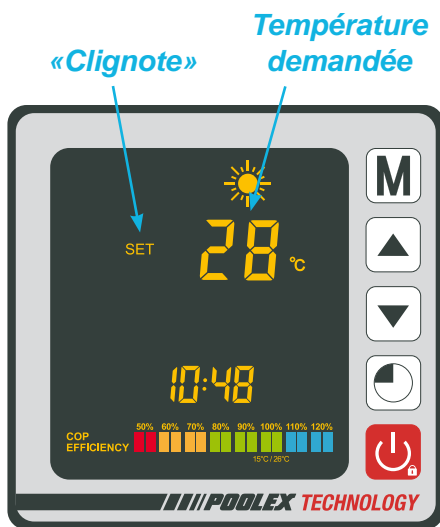 Température
«Clignote» demandée
M
SET 28 °C
10:48
50% 60% 70% 80% 90% 100% 110% 120%
COP
EFFICIENCY
15°C / 26°C
POOLEX TECHNOLOGY